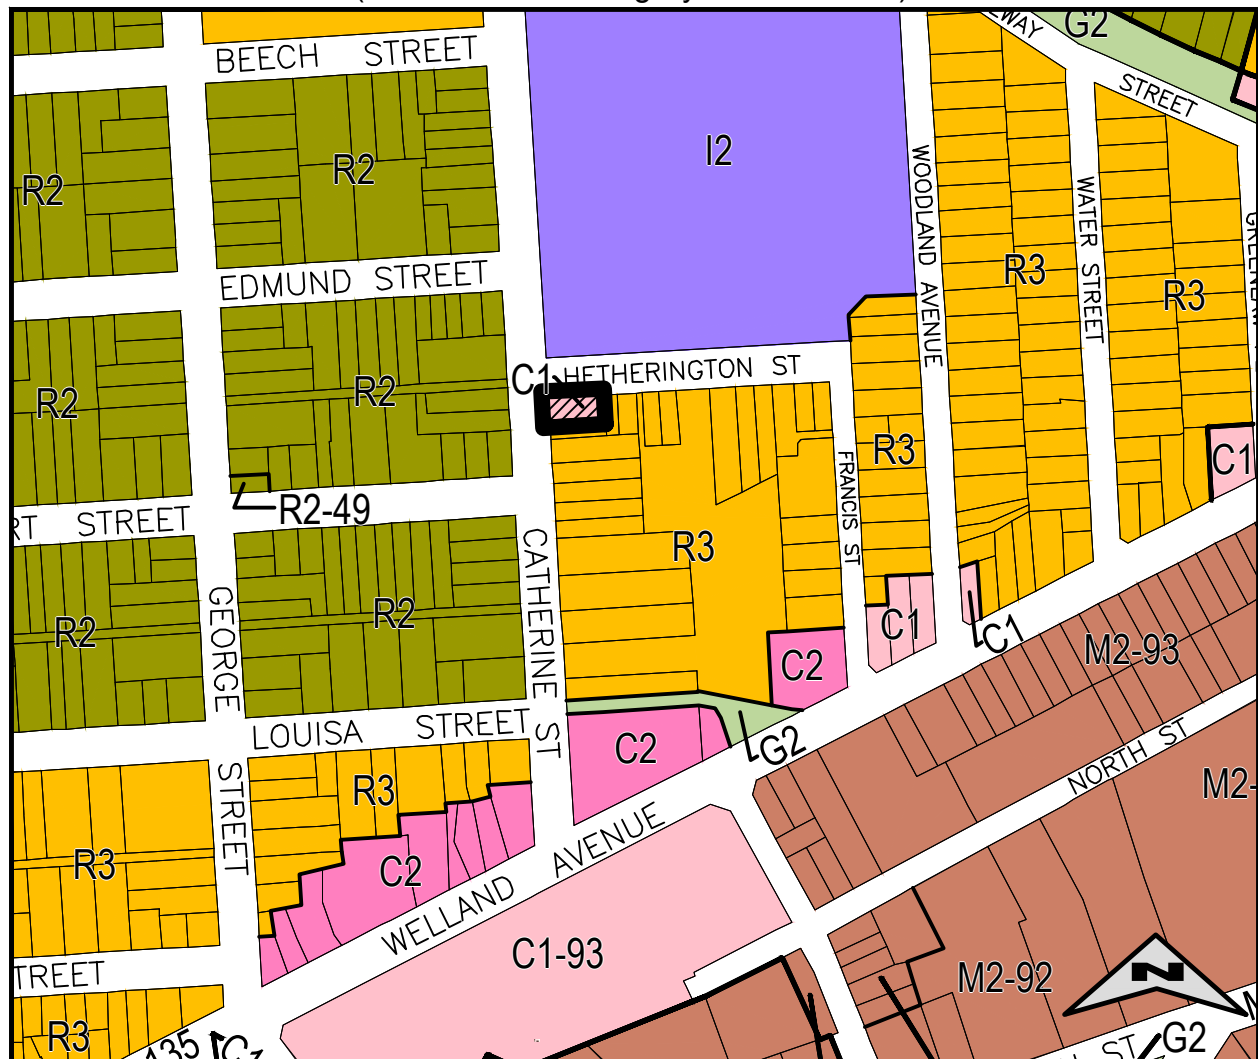 G2
STREET
BEECH STREET
I2
R2
R2
WOODLAND AVENUE
WATER STREET
R3
R3
EDMUND STREET
HETHERINGTON ST
C1
R2
R2
R3
FRANCIS ST
C1
R2-49
STREET
CATHERINE ST
R3
GEORGE STREET
R2
R2
C1
C1
M2-93
C2
LOUISA STREET
C2
G2
NORTH ST
R3
WELLAND AVENUE
R3
C2
C1-93
M2-92
N
R3
G2
ST